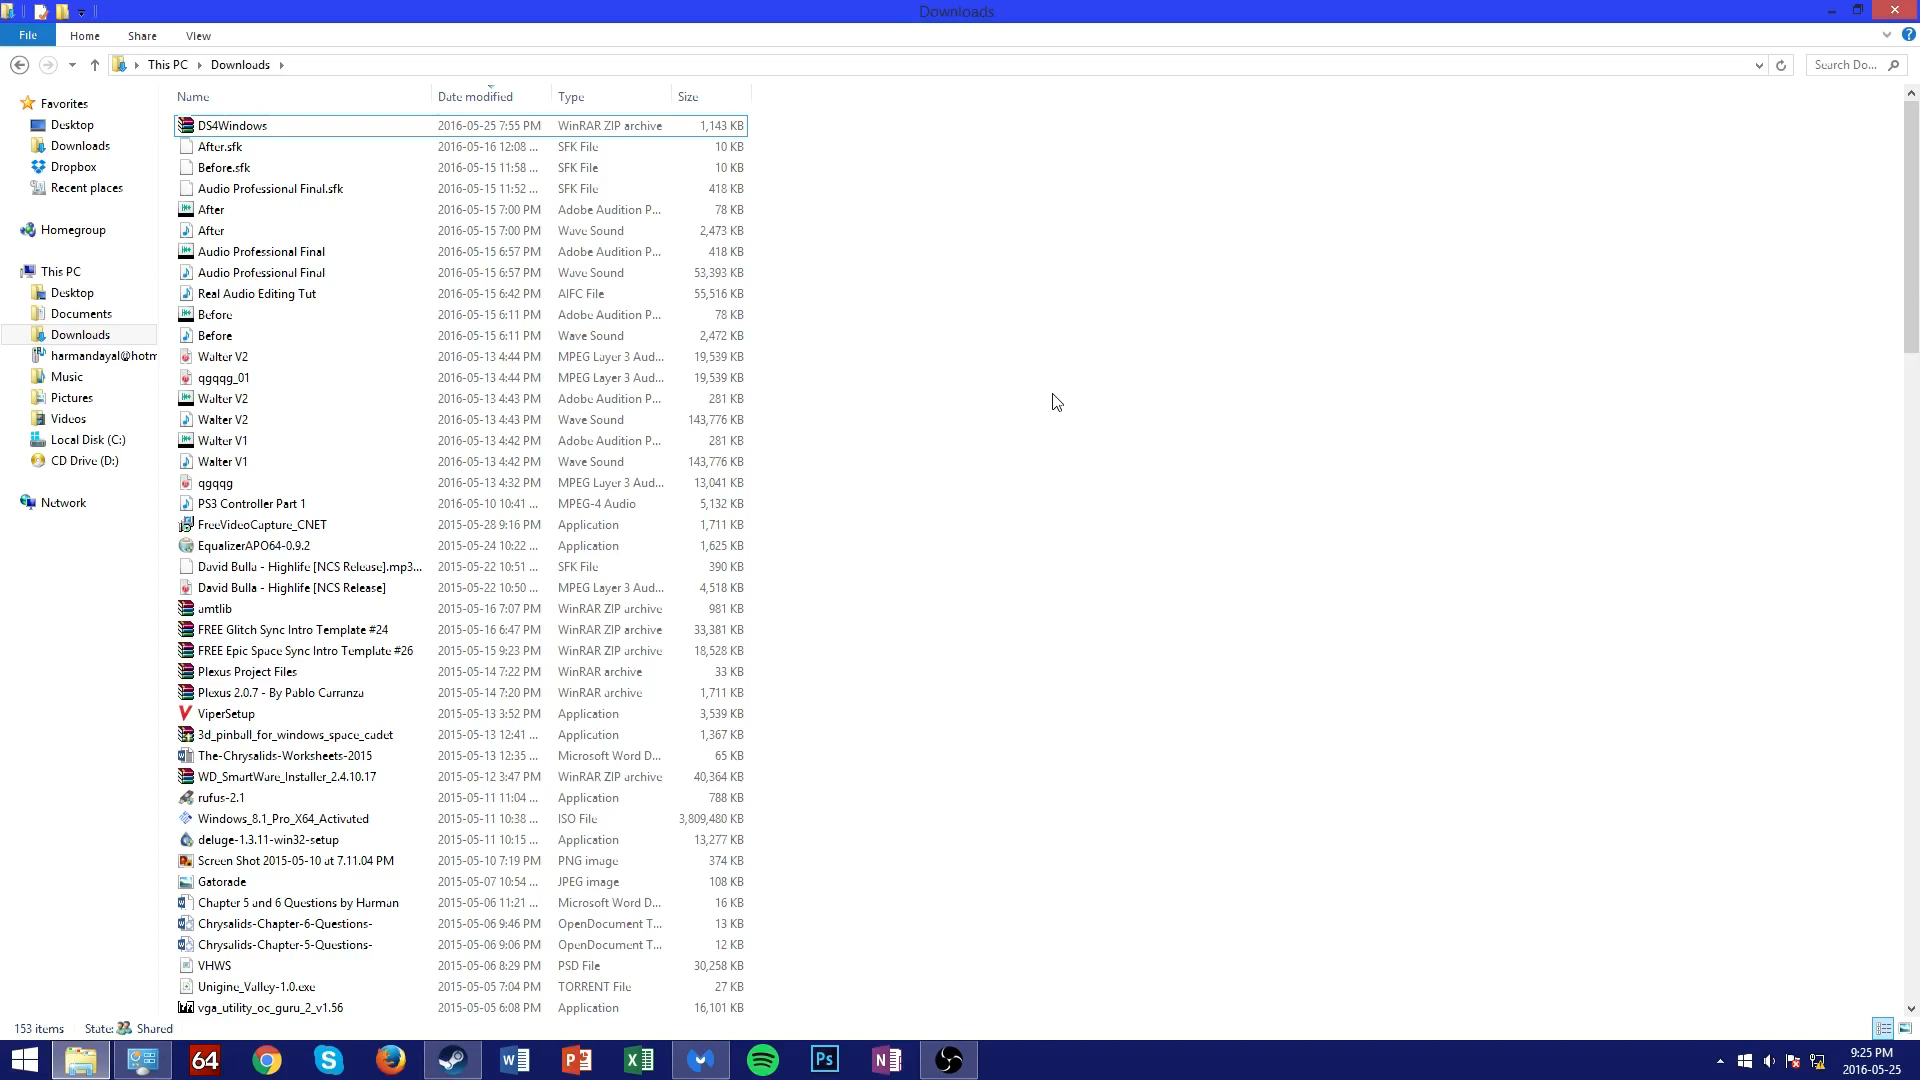 Downloads
File Home Share View
This PC Downloads
Search Do...
Name Date modified Type Size
Favorites
Desktop
Downloads
Dropbox
Recent places
Homegroup
This PC
Desktop
Documents
Downloads
harmandayal@hotm
Music
Pictures
Videos
Local Disk (C:)
CD Drive (D:)
Network
DS4Windows 2016-05-25 7:55 PM WinRAR ZIP archive 1,143 KB
After.sfk 2016-05-16 12:08 ... SFK File 10 KB
Before.sfk 2016-05-15 11:58 ... SFK File 10 KB
Audio Professional Final.sfk 2016-05-15 11:52 ... SFK File 418 KB
After 2016-05-15 7:00 PM Adobe Audition P... 78 KB
After 2016-05-15 7:00 PM Wave Sound 2,473 KB
Audio Professional Final 2016-05-15 6:57 PM Adobe Audition P... 418 KB
Audio Professional Final 2016-05-15 6:57 PM Wave Sound 53,393 KB
Real Audio Editing Tut 2016-05-15 6:42 PM AIFC File 55,516 KB
Before 2016-05-15 6:11 PM Adobe Audition P... 78 KB
Before 2016-05-15 6:11 PM Wave Sound 2,472 KB
Walter V2 2016-05-13 4:44 PM MPEG Layer 3 Aud... 19,539 KB
qgqqg_01 2016-05-13 4:44 PM MPEG Layer 3 Aud... 19,539 KB
Walter V2 2016-05-13 4:43 PM Adobe Audition P... 281 KB
Walter V2 2016-05-13 4:43 PM Wave Sound 143,776 KB
Walter V1 2016-05-13 4:42 PM Adobe Audition P... 281 KB
Walter V1 2016-05-13 4:42 PM Wave Sound 143,776 KB
qgqqg 2016-05-13 4:32 PM MPEG Layer 3 Aud... 13,041 KB
PS3 Controller Part 1 2016-05-10 10:41 ... MPEG-4 Audio 5,132 KB
FreeVideoCapture_CNET 2015-05-28 9:16 PM Application 1,711 KB
EqualizerAPO64-0.9.2 2015-05-24 10:22 ... Application 1,625 KB
David Bulla - Highlife [NCS Release].mp3... 2015-05-22 10:51 ... SFK File 390 KB
David Bulla - Highlife [NCS Release] 2015-05-22 10:50 ... MPEG Layer 3 Aud... 4,518 KB
amtlib 2015-05-16 7:07 PM WinRAR ZIP archive 981 KB
FREE Glitch Sync Intro Template #24 2015-05-16 6:47 PM WinRAR ZIP archive 33,381 KB
FREE Epic Space Sync Intro Template #26 2015-05-15 9:23 PM WinRAR ZIP archive 18,528 KB
Plexus Project Files 2015-05-14 7:22 PM WinRAR archive 33 KB
Plexus 2.0.7 - By Pablo Carranza 2015-05-14 7:20 PM WinRAR archive 1,711 KB
ViperSetup 2015-05-13 3:52 PM Application 3,539 KB
3d_pinball_for_windows_space_cadet 2015-05-13 12:41 ... Application 1,367 KB
The-Chrysalids-Worksheets-2015 2015-05-13 12:35 ... Microsoft Word D... 65 KB
WD_SmartWare_Installer_2.4.10.17 2015-05-12 3:47 PM WinRAR ZIP archive 40,364 KB
rufus-2.1 2015-05-11 11:04 ... Application 788 KB
Windows_8.1_Pro_X64_Activated 2015-05-11 10:38 ... ISO File 3,809,480 KB
deluge-1.3.11-win32-setup 2015-05-11 10:15 ... Application 13,277 KB
Screen Shot 2015-05-10 at 7.11.04 PM 2015-05-10 7:19 PM PNG image 374 KB
Gatorade 2015-05-07 10:54 ... JPEG image 108 KB
Chapter 5 and 6 Questions by Harman 2015-05-06 11:21 ... Microsoft Word D... 16 KB
Chrysalids-Chapter-6-Questions- 2015-05-06 9:46 PM OpenDocument T... 13 KB
Chrysalids-Chapter-5-Questions- 2015-05-06 9:06 PM OpenDocument T... 12 KB
VHWS 2015-05-06 8:29 PM PSD File 30,258 KB
Unigine_Valley-1.0.exe 2015-05-05 7:04 PM TORRENT File 27 KB
vga_utility_oc_guru_2_v1.56 2015-05-05 6:08 PM Application 16,101 KB
153 items State: Shared
64
Ps
9:25 PM
2016-05-25